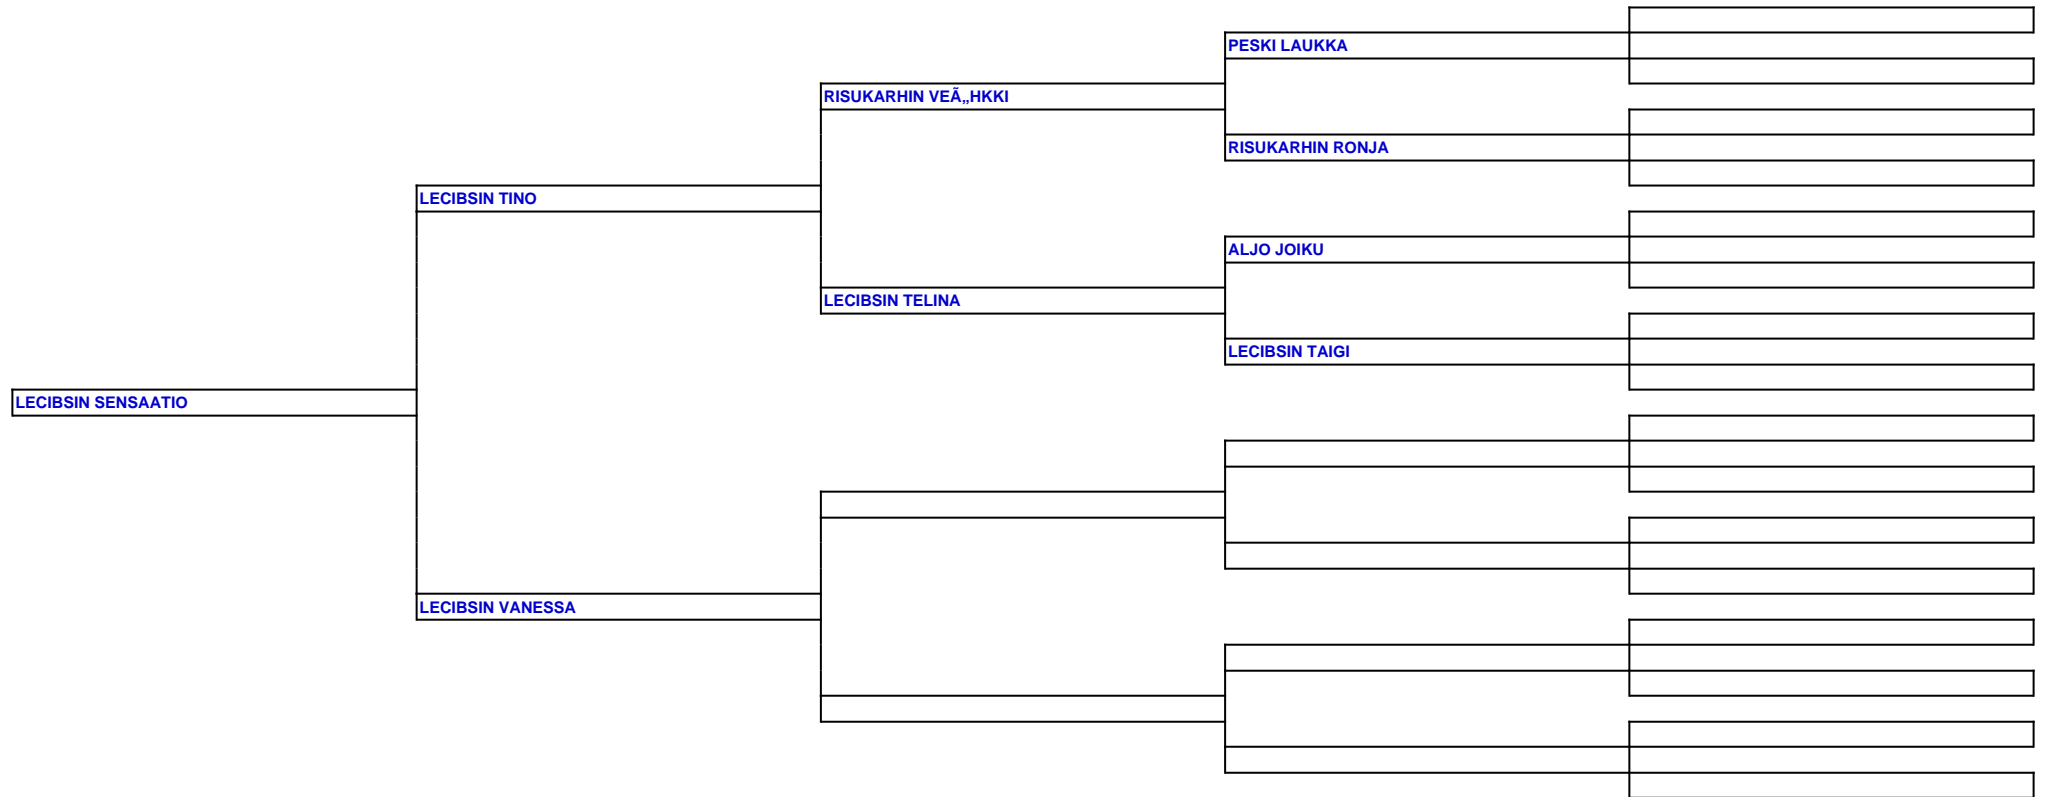 PESKI LAUKKA
RISUKARHIN VEÃ„HKKI
RISUKARHIN RONJA
LECIBSIN TINO
ALJO JOIKU
LECIBSIN TELINA
LECIBSIN TAIGI
LECIBSIN SENSAATIO
LECIBSIN VANESSA